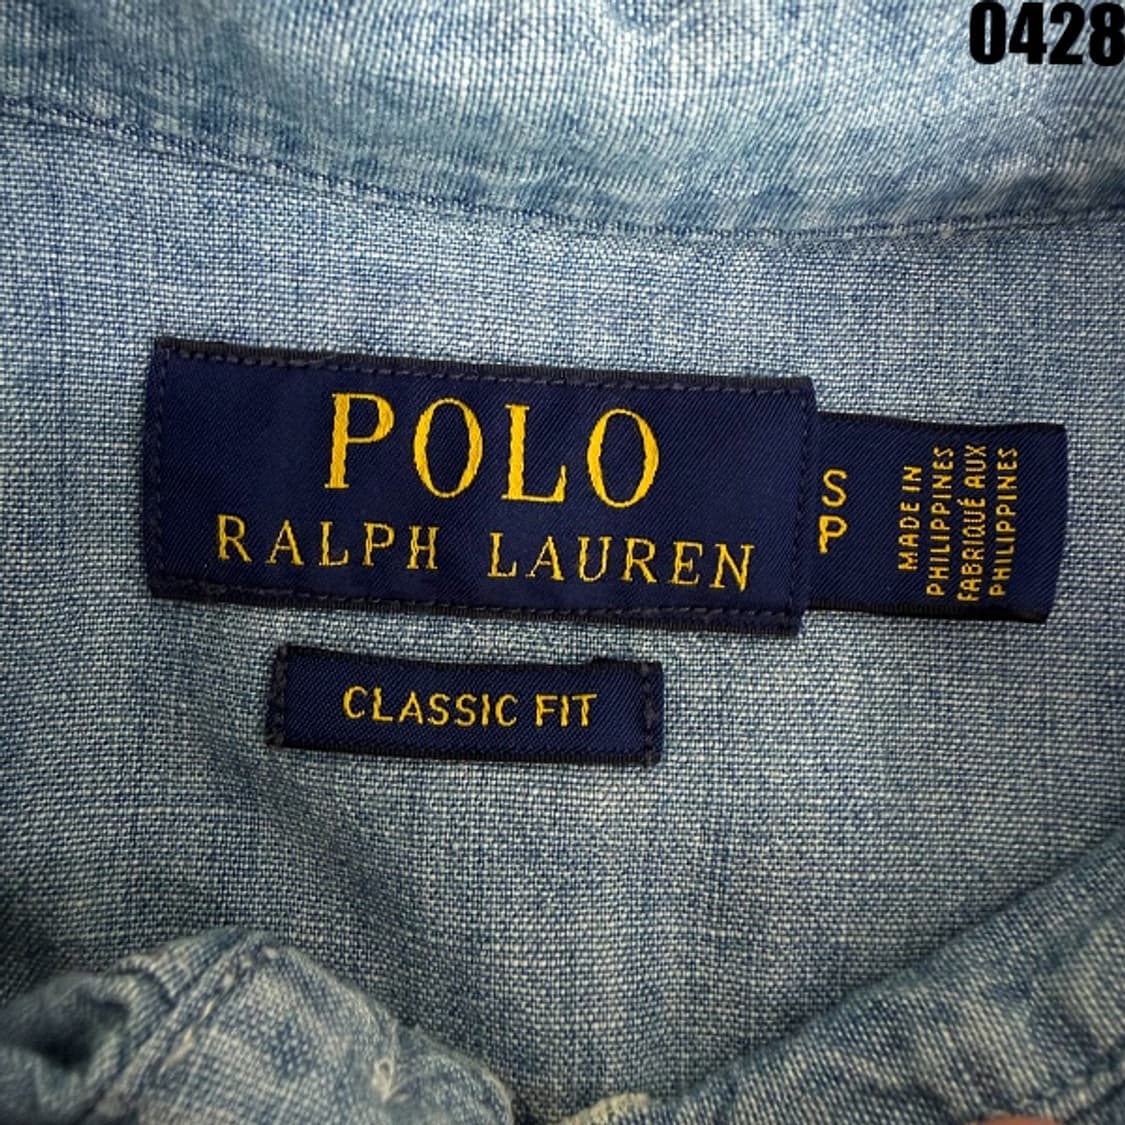 0428
POLO
RALPH LAUREN
S
P
MADE IN
PHILIPPINES
FABRIQUÉ AUX
PHILIPPINES
CLASSIC FIT